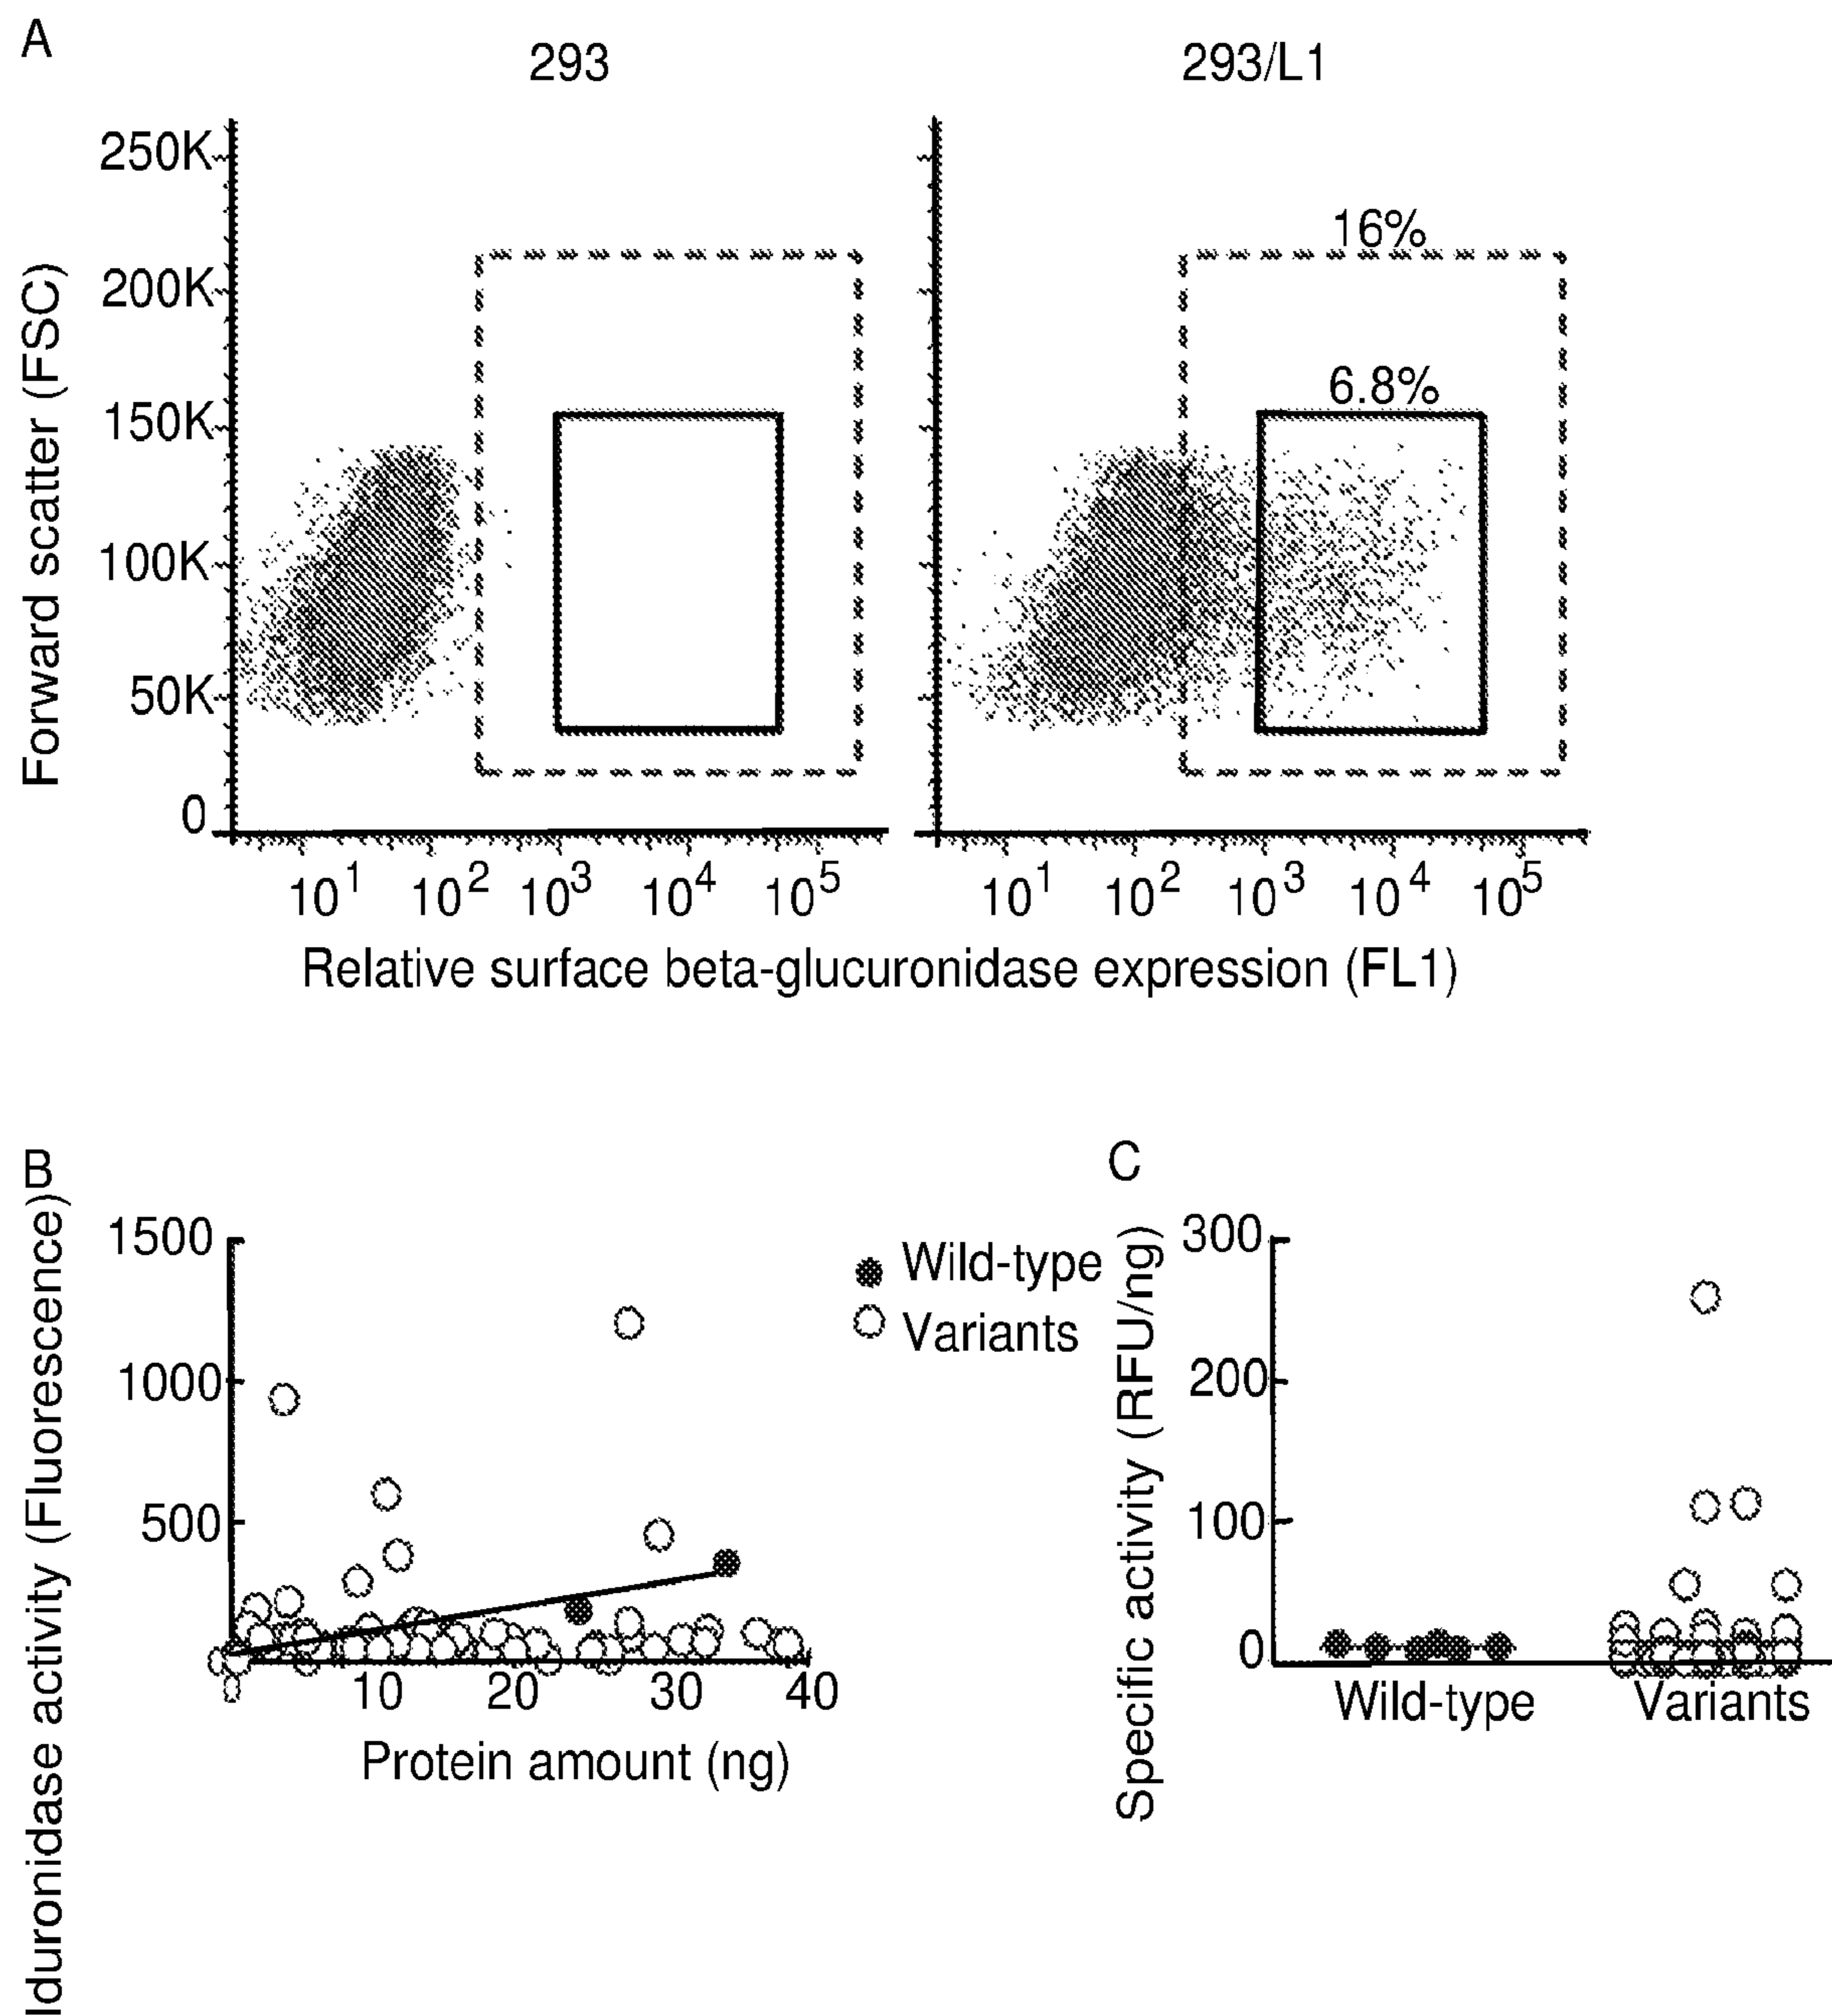 A
293
293/L1
250K
200K
150K
100K
50K
0
Forward scatter (FSC)
16%
6.8%
10^1 10^2 10^3 10^4 10^5
10^1 10^2 10^3 10^4 10^5
Relative surface beta-glucuronidase expression (FL1)
B
Iduronidase activity (Fluorescence)
1500
1000
500
10 20 30 40
Protein amount (ng)
Wild-type
Variants
C
Specific activity (RFU/ng)
300
200
100
0
Wild-type Variants